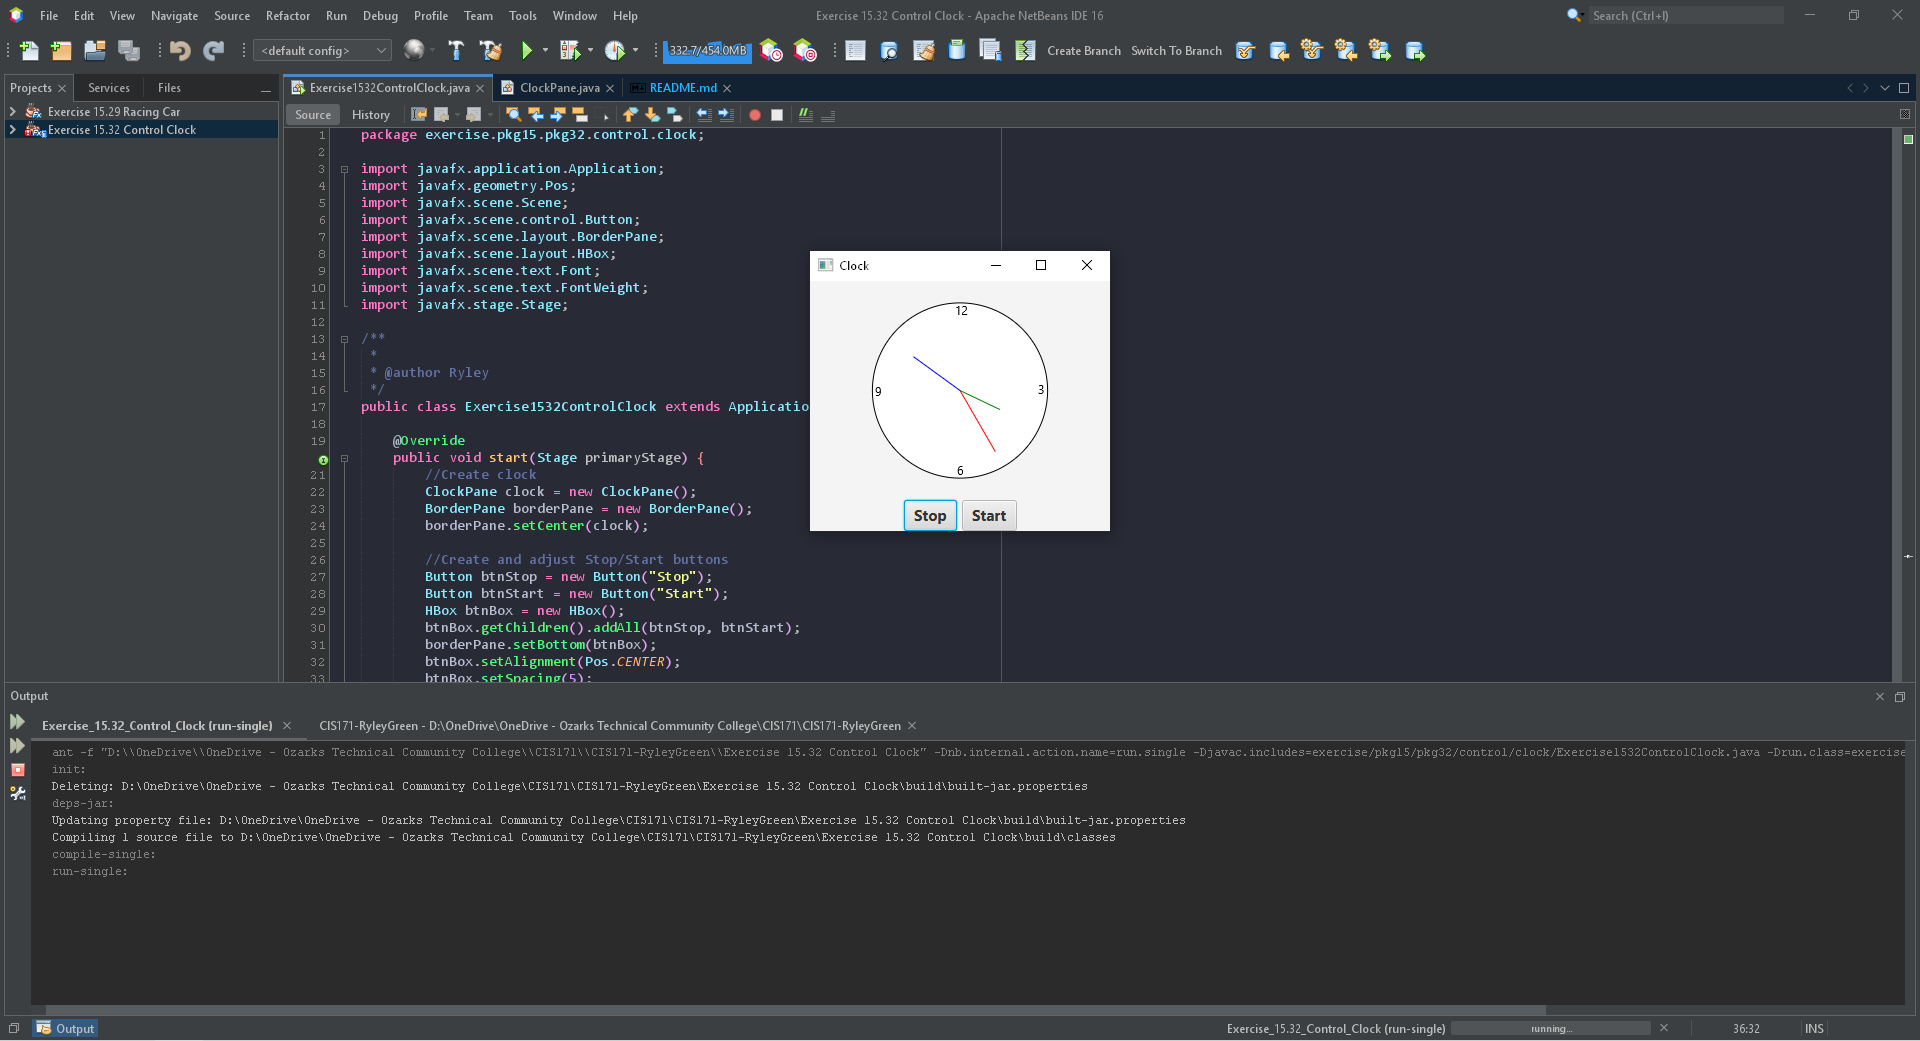 File Edit View Navigate Source Refactor Run Debug Profile Team Tools Window Help
Exercise 15.32 Control Clock - Apache NetBeans IDE 16
Search (Ctrl+I)
<default config>
332.7/454.0MB
Create Branch Switch To Branch
Projects Services Files
Exercise 15.29 Racing Car
Exercise 15.32 Control Clock
Exercise1532ControlClock.java ClockPane.java README.md
Source History
1 package exercise.pkg15.pkg32.control.clock;
2
3 import javafx.application.Application;
4 import javafx.geometry.Pos;
5 import javafx.scene.Scene;
6 import javafx.scene.control.Button;
7 import javafx.scene.layout.BorderPane;
8 import javafx.scene.layout.HBox;
9 import javafx.scene.text.Font;
10 import javafx.scene.text.FontWeight;
11 import javafx.stage.Stage;
12
13 /**
14 *
15 * @author Ryley
16 */
17 public class Exercise1532ControlClock extends Applicatio
18
19 @Override
public void start(Stage primaryStage) {
21 //Create clock
22 ClockPane clock = new ClockPane();
23 BorderPane borderPane = new BorderPane();
24 borderPane.setCenter(clock);
25
26 //Create and adjust Stop/Start buttons
27 Button btnStop = new Button("Stop");
28 Button btnStart = new Button("Start");
29 HBox btnBox = new HBox();
30 btnBox.getChildren().addAll(btnStop, btnStart);
31 borderPane.setBottom(btnBox);
32 btnBox.setAlignment(Pos.CENTER);
33 btnBox.setSpacing(5);
Clock
12
9
3
6
Stop Start
Output
Exercise_15.32_Control_Clock (run-single) CIS171-RyleyGreen - D:\OneDrive\OneDrive - Ozarks Technical Community College\CIS171\CIS171-RyleyGreen
ant -f "D:\\OneDrive\\OneDrive - Ozarks Technical Community College\\CIS171\\CIS171-RyleyGreen\\Exercise 15.32 Control Clock" -Dnb.internal.action.name=run.single -Djavac.includes=exercise/pkg15/pkg32/control/clock/Exercise1532ControlClock.java -Drun.class=exercise
init:
Deleting: D:\OneDrive\OneDrive - Ozarks Technical Community College\CIS171\CIS171-RyleyGreen\Exercise 15.32 Control Clock\build\built-jar.properties
deps-jar:
Updating property file: D:\OneDrive\OneDrive - Ozarks Technical Community College\CIS171\CIS171-RyleyGreen\Exercise 15.32 Control Clock\build\built-jar.properties
Compiling 1 source file to D:\OneDrive\OneDrive - Ozarks Technical Community College\CIS171\CIS171-RyleyGreen\Exercise 15.32 Control Clock\build\classes
compile-single:
run-single:
Output
Exercise_15.32_Control_Clock (run-single) running... 36:32 INS